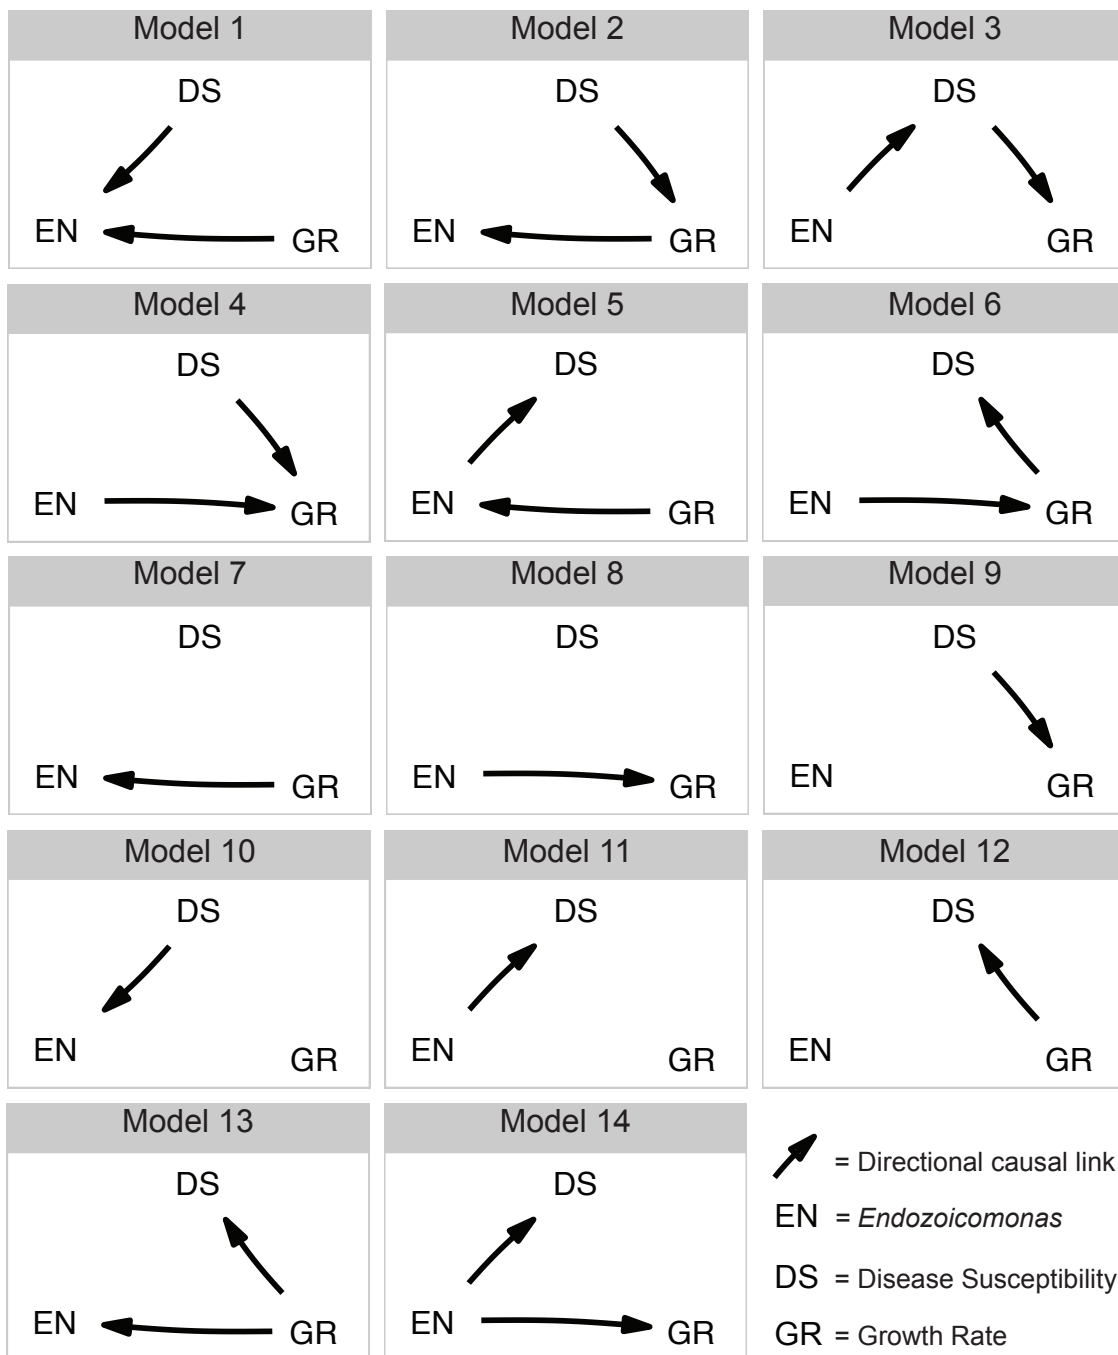 Model 1
Model 2
Model 3
DS
DS
DS
EN
GR
EN
GR
EN
GR
Model 4
Model 5
Model 6
DS
DS
DS
EN
GR
EN
GR
EN
GR
Model 7
Model 8
Model 9
DS
DS
DS
EN
GR
EN
GR
EN
GR
Model 10
Model 11
Model 12
DS
DS
DS
EN
GR
EN
GR
EN
GR
Model 13
Model 14
DS
DS
EN
GR
EN
GR
= Directional causal link
EN = Endozoicomonas
DS = Disease Susceptibility
GR = Growth Rate